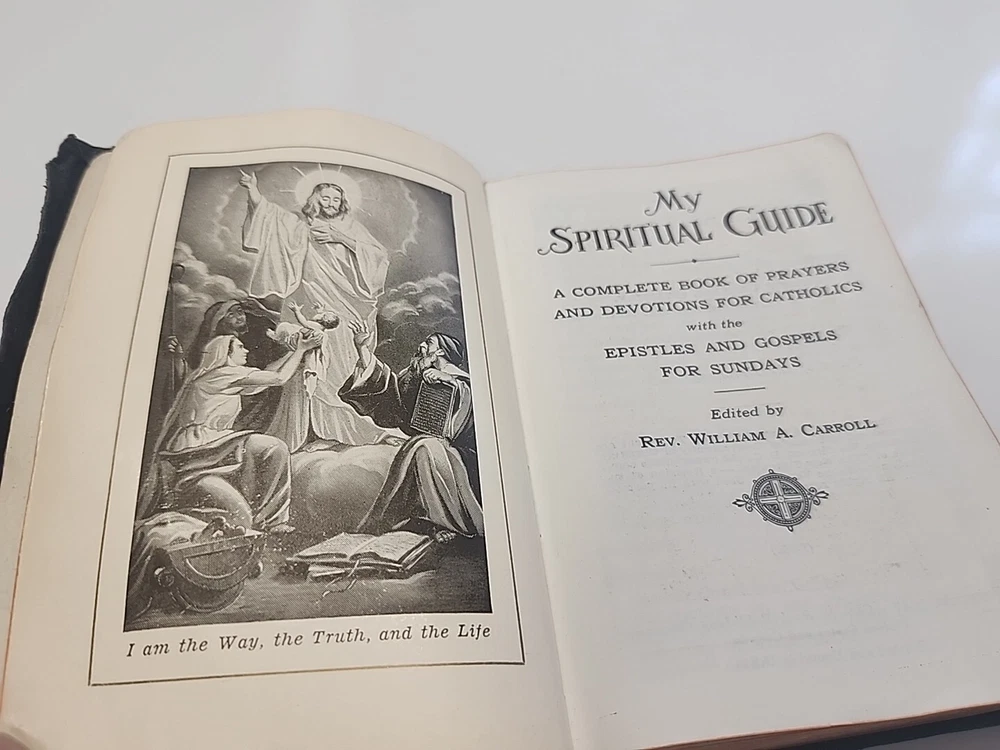 I am the Way, the Truth, and the Life
My
Spiritual Guide
A COMPLETE BOOK OF PRAYERS
AND DEVOTIONS FOR CATHOLICS
with the
EPISTLES AND GOSPELS
FOR SUNDAYS
Edited by
Rev. William A. Carroll